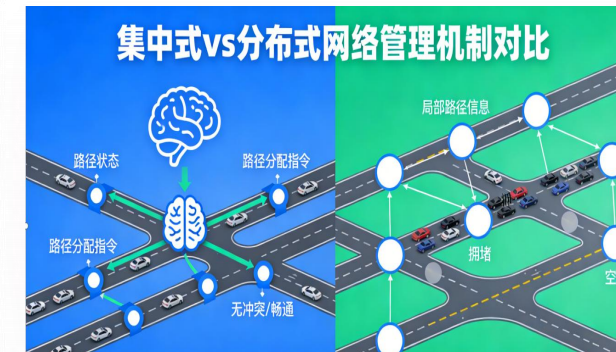 集中式vs分布式网络管理机制对比
局部路径信息
路径状态
路径分配指令
路径分配指令
拥堵
无冲突/畅通
空